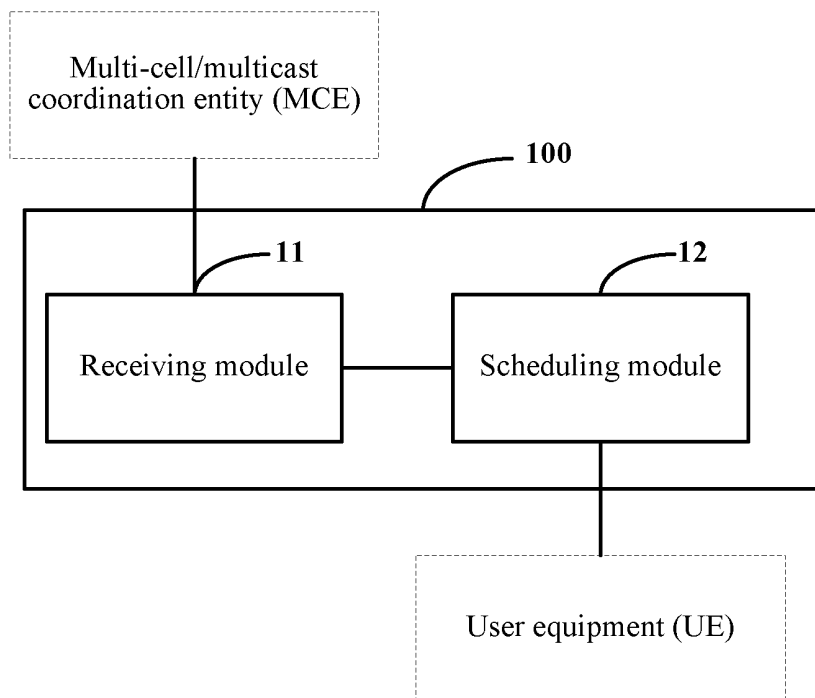 Multi-cell/multicast
coordination entity (MCE)
100
11
12
Receiving module
Scheduling module
User equipment (UE)